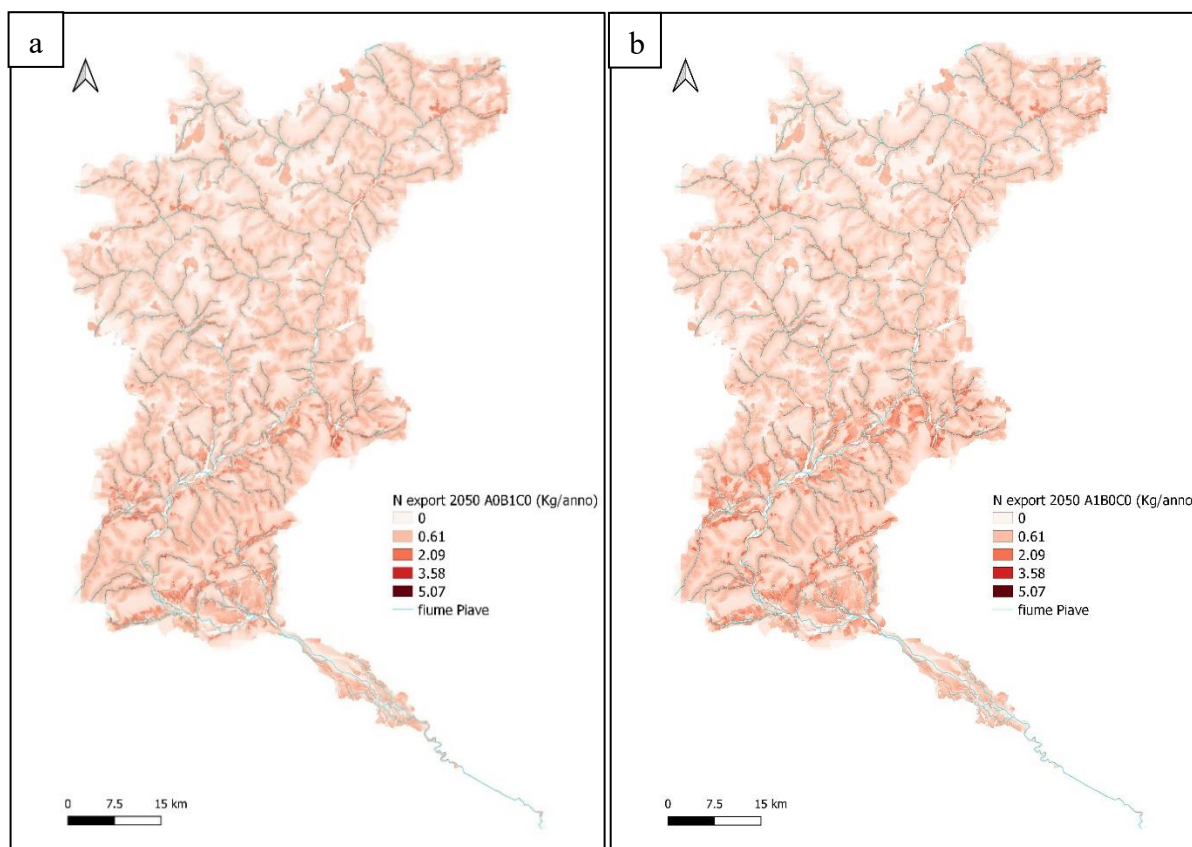 a
N export 2050 A0B1C0 (Kg/anno)
0
0.61
2.09
3.58
5.07
fiume Piave
0 7.5 15 km
b
N export 2050 A1B0C0 (Kg/anno)
0
0.61
2.09
3.58
5.07
fiume Piave
0 7.5 15 km